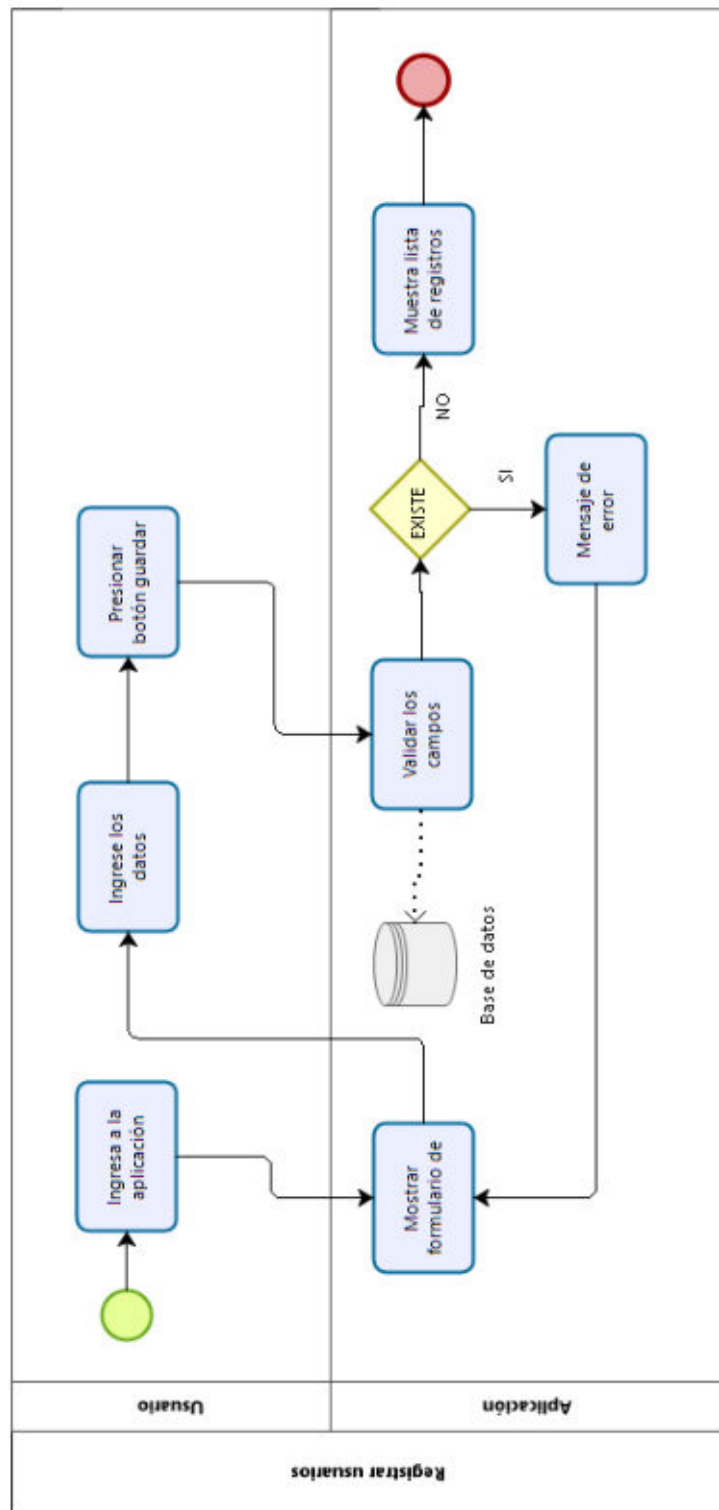 Registrar usuarios
Usuario
Ingresa a la
aplicación
Ingrese los
datos
Presionar
botón guardar
Aplicación
Mostrar
formulario de
Base de datos
Validar los
campos
EXISTE
NO
SI
Muestra lista
de registros
Mensaje de
error